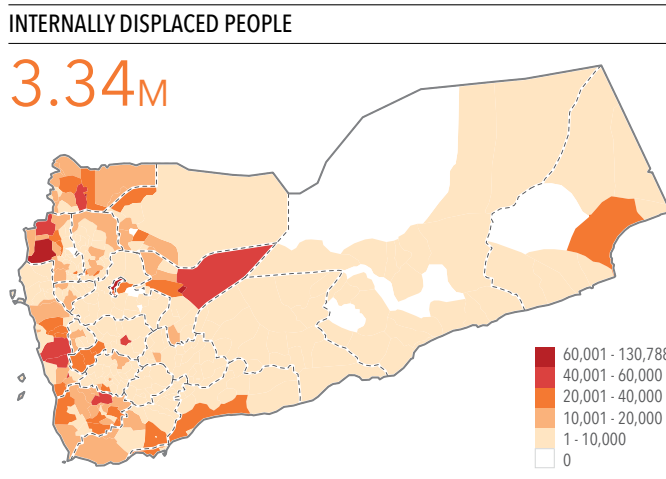 INTERNALLY DISPLACED PEOPLE
3.34M
60,001 - 130,788
40,001 - 60,000
20,001 - 40,000
10,001 - 20,000
1 - 10,000
0